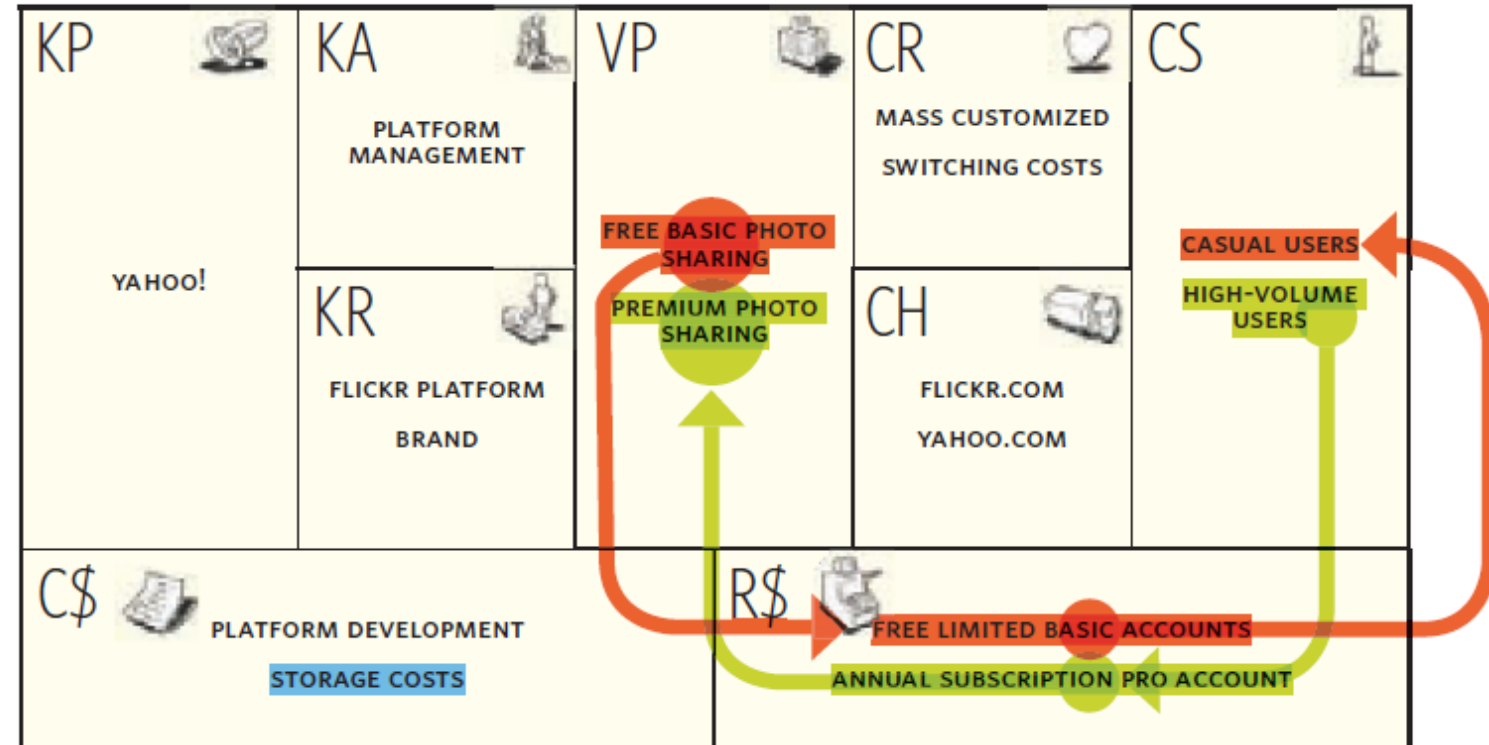 KP
YAHOO!
KA
PLATFORM
MANAGEMENT
KR
FLICKR PLATFORM
BRAND
VP
FREE BASIC PHOTO
SHARING
PREMIUM PHOTO
SHARING
CR
MASS CUSTOMIZED
SWITCHING COSTS
CH
FLICKR.COM
YAHOO.COM
CS
CASUAL USERS
HIGH-VOLUME
USERS
C$
PLATFORM DEVELOPMENT
STORAGE COSTS
R$
FREE LIMITED BASIC ACCOUNTS
ANNUAL SUBSCRIPTION PRO ACCOUNT